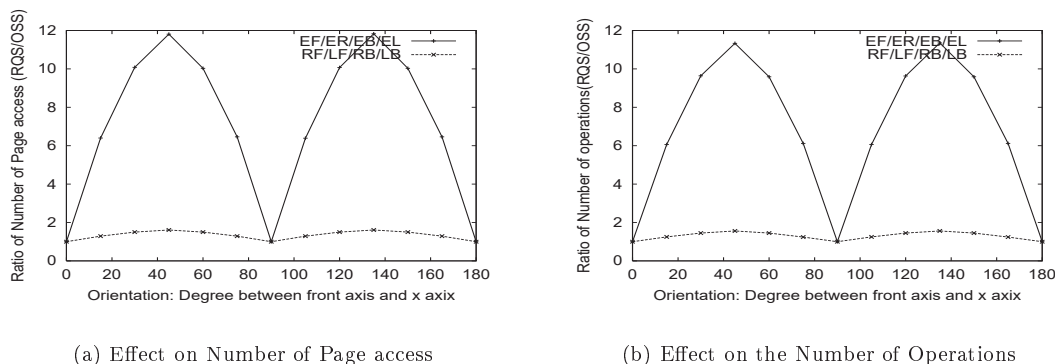 12
10
8
6
4
2
0
0 20 40 60 80 100 120 140 160 180
Ratio of Number of Page access (RQS/OSS)
EF/ER/EB/EL
RF/LF/RB/LB
Orientation: Degree between front axis and x axix
(a) Effect on Number of Page access
12
10
8
6
4
2
0
0 20 40 60 80 100 120 140 160 180
Ratio of Number of operations(RQS/OSS)
EF/ER/EB/EL
RF/LF/RB/LB
Orientation: Degree between front axis and x axix
(b) Effect on the Number of Operations